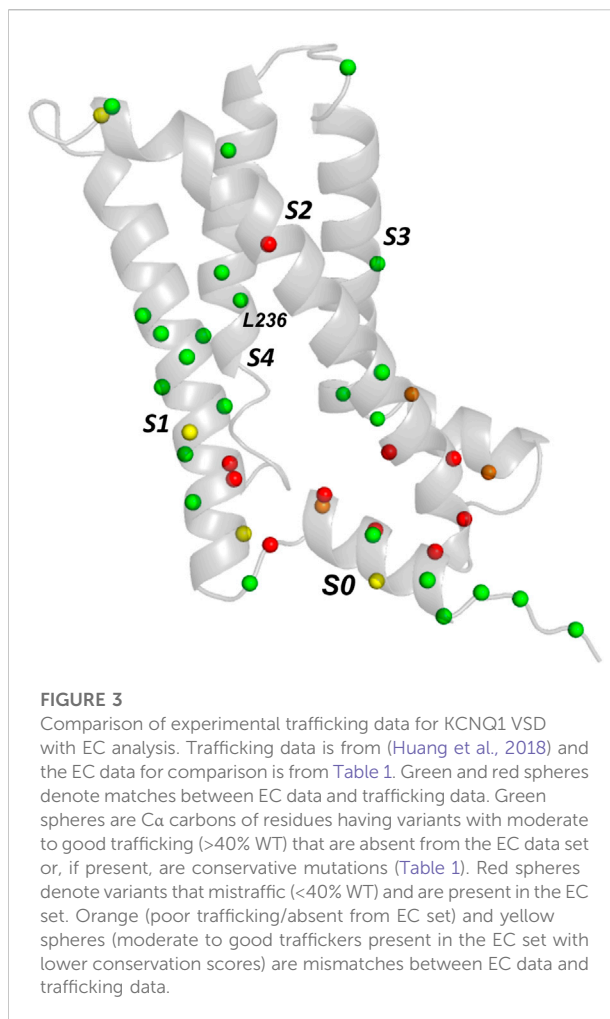 S2
S3
L236
S4
S1
S0
FIGURE 3
Comparison of experimental trafficking data for KCNQ1 VSD
with EC analysis. Trafficking data is from (Huang et al., 2018) and
the EC data for comparison is from Table 1. Green and red spheres
denote matches between EC data and trafficking data. Green
spheres are Cα carbons of residues having variants with moderate
to good trafficking (>40% WT) that are absent from the EC data set
or, if present, are conservative mutations (Table 1). Red spheres
denote variants that mistraffic (<40% WT) and are present in the EC
set. Orange (poor trafficking/absent from EC set) and yellow
spheres (moderate to good traffickers present in the EC set with
lower conservation scores) are mismatches between EC data and
trafficking data.